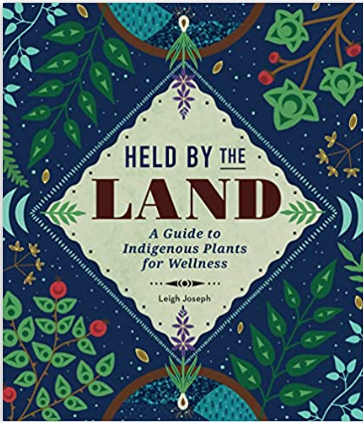 HELD BY THE
LAND
A Guide to
Indigenous Plants
for Wellness
Leigh Joseph